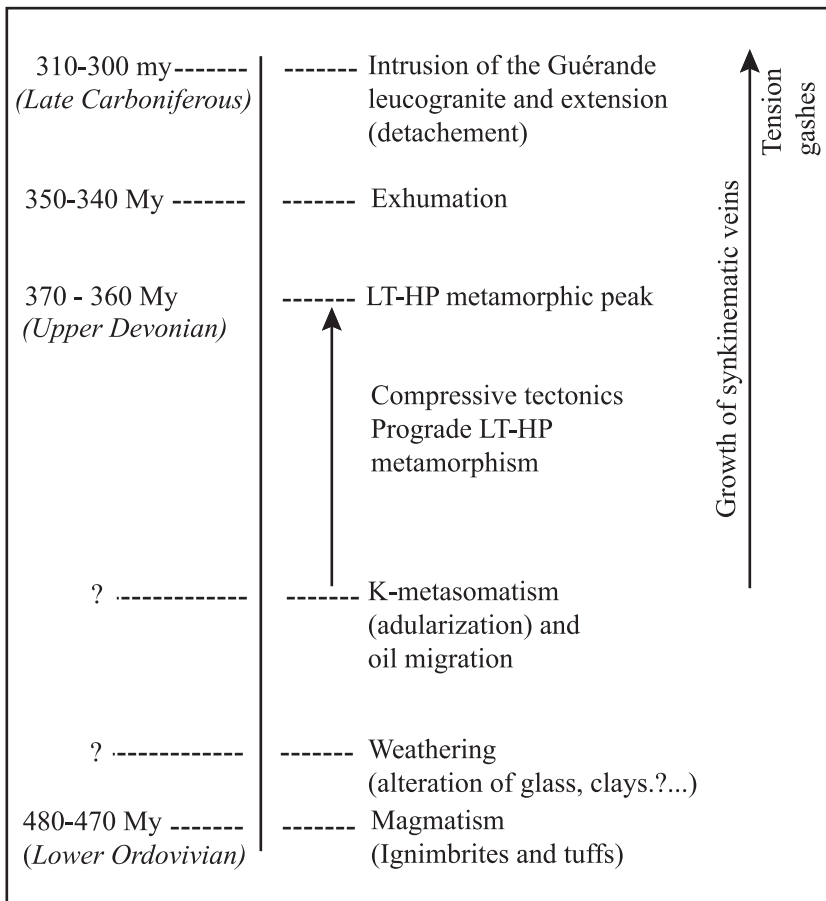 310-300 my ------- ------ Intrusion of the Guérande
(Late Carboniferous) leucogranite and extension
(detachement)
350-340 My ------- ------ Exhumation
370 - 360 My ------ LT-HP metamorphic peak
(Upper Devonian)
Compressive tectonics
Prograde LT-HP
metamorphism
? ----------- ------ K-metasomatism
(adularization) and
oil migration
? ----------- ------ Weathering
(alteration of glass, clays.?...)
480-470 My ------- ------ Magmatism
(Lower Ordovivian) (Ignimbrites and tuffs)
Growth of synkinematic veins
Tension
gashes